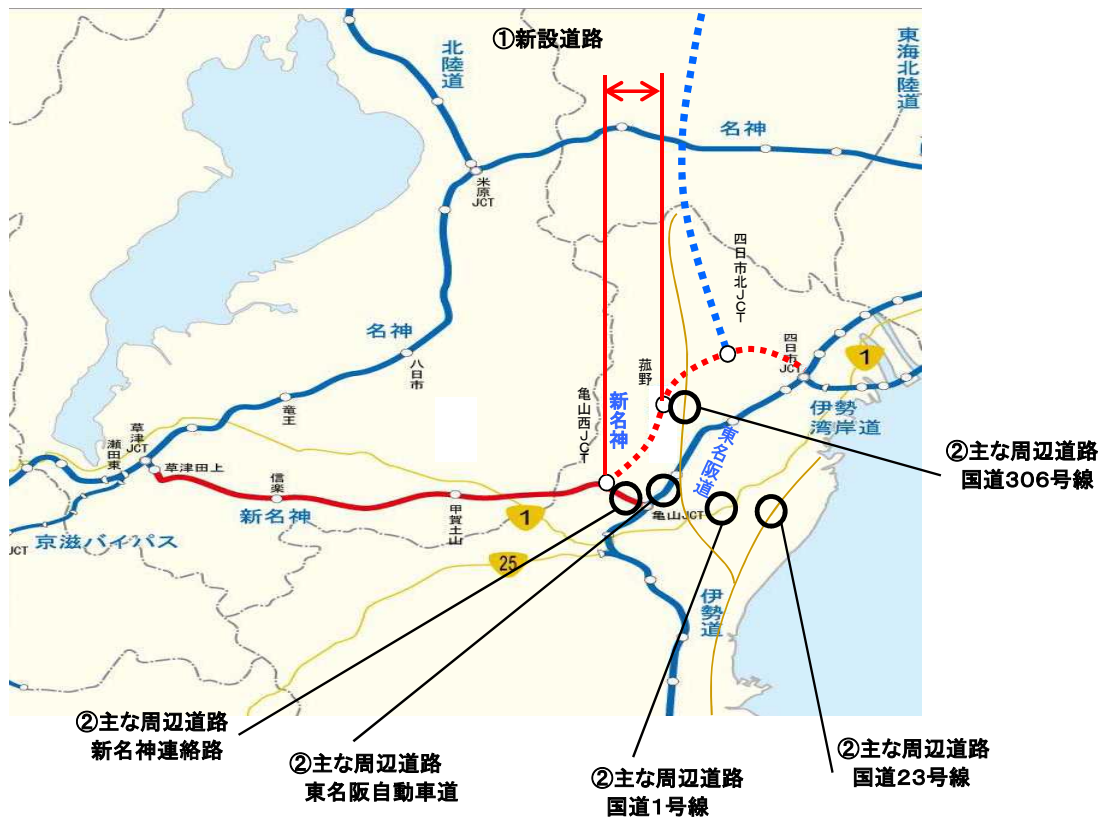 ①新設道路
北陸道
東海北陸道
名神
米原JCT
四日市北JCT
名神
八日市
四日市JCT
1
菰野
新名神
亀山西JCT
伊勢湾岸道
竜王
草津JCT
瀬田東
草津田上
信楽
新名神
甲賀土山
東名阪道
②主な周辺道路
国道306号線
1
亀山JCT
JCT
京滋バイパス
25
伊勢道
②主な周辺道路
新名神連絡路
②主な周辺道路
東名阪自動車道
②主な周辺道路
国道1号線
②主な周辺道路
国道23号線